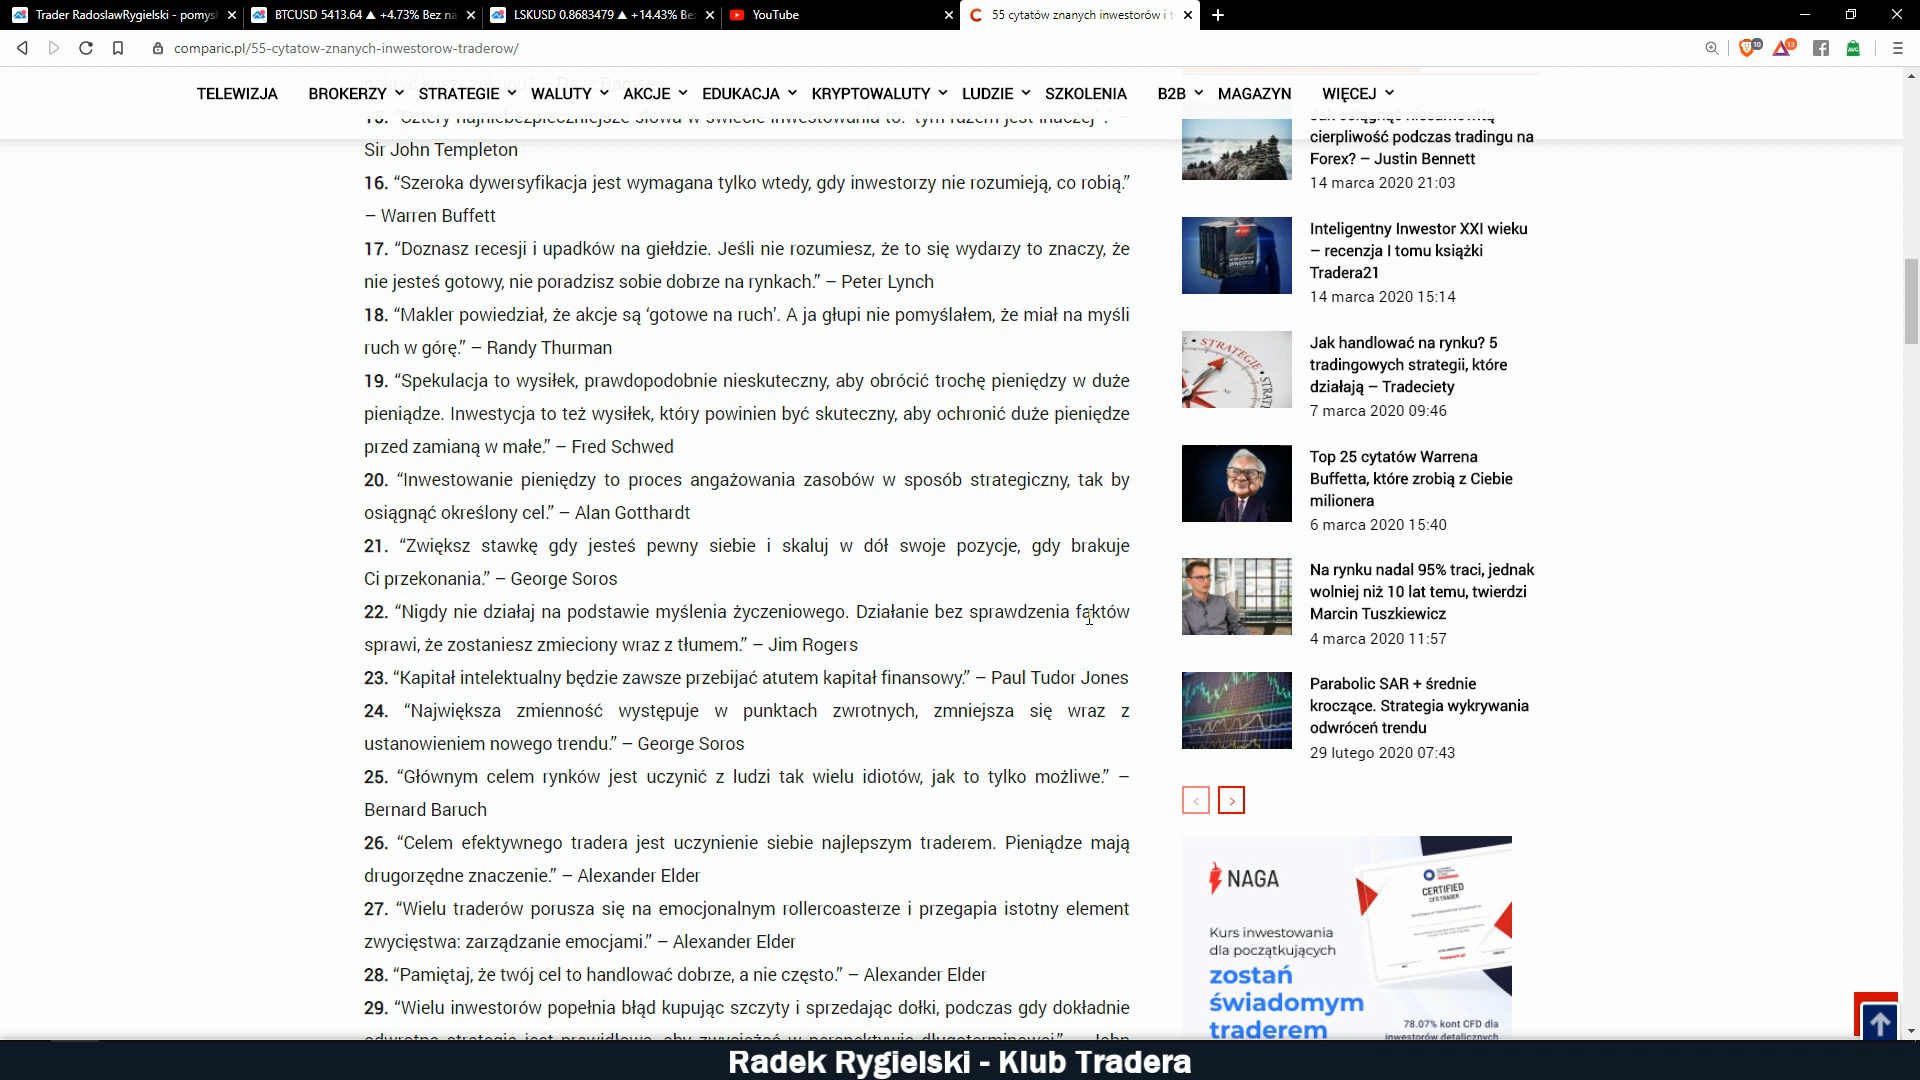 Trader RadoslawRygielski - pomys
BTCUSD 5413.64 ▲ +4.73% Bez na
LSKUSD 0.8683479 ▲ +14.43% Be
YouTube
55 cytatów znanych inwestorów i t
comparic.pl/55-cytatow-znanych-inwestorow-traderow/
10
13
TELEWIZJA BROKERZY STRATEGIE WALUTY AKCJE EDUKACJA KRYPTOWALUTY LUDZIE SZKOLENIA B2B MAGAZYN WIĘCEJ
15. “Cztery najniebezpieczniejsze słowa w świecie inwestowania to: ‘tym razem jest inaczej’.” –
Sir John Templeton
16. “Szeroka dywersyfikacja jest wymagana tylko wtedy, gdy inwestorzy nie rozumieją, co robią.”
– Warren Buffett
17. “Doznasz recesji i upadków na giełdzie. Jeśli nie rozumiesz, że to się wydarzy to znaczy, że
nie jesteś gotowy, nie poradzisz sobie dobrze na rynkach.” – Peter Lynch
18. “Makler powiedział, że akcje są ‘gotowe na ruch’. A ja głupi nie pomyślałem, że miał na myśli
ruch w górę.” – Randy Thurman
19. “Spekulacja to wysiłek, prawdopodobnie nieskuteczny, aby obrócić trochę pieniędzy w duże
pieniądze. Inwestycja to też wysiłek, który powinien być skuteczny, aby ochronić duże pieniędze
przed zamianą w małe.” – Fred Schwed
20. “Inwestowanie pieniędzy to proces angażowania zasobów w sposób strategiczny, tak by
osiągnąć określony cel.” – Alan Gotthardt
21. “Zwiększ stawkę gdy jesteś pewny siebie i skaluj w dół swoje pozycje, gdy brakuje
Ci przekonania.” – George Soros
22. “Nigdy nie działaj na podstawie myślenia życzeniowego. Działanie bez sprawdzenia faktów
sprawi, że zostaniesz zmieciony wraz z tłumem.” – Jim Rogers
23. “Kapitał intelektualny będzie zawsze przebijać atutem kapitał finansowy.” – Paul Tudor Jones
24. “Największa zmienność występuje w punktach zwrotnych, zmniejsza się wraz z
ustanowieniem nowego trendu.” – George Soros
25. “Głównym celem rynków jest uczynić z ludzi tak wielu idiotów, jak to tylko możliwe.” –
Bernard Baruch
26. “Celem efektywnego tradera jest uczynienie siebie najlepszym traderem. Pieniądze mają
drugorzędne znaczenie.” – Alexander Elder
27. “Wielu traderów porusza się na emocjonalnym rollercoasterze i przegapia istotny element
zwycięstwa: zarządzanie emocjami.” – Alexander Elder
28. “Pamiętaj, że twój cel to handlować dobrze, a nie często.” – Alexander Elder
29. “Wielu inwestorów popełnia błąd kupując szczyty i sprzedając dołki, podczas gdy dokładnie
cierpliwość podczas tradingu na
Forex? – Justin Bennett
14 marca 2020 21:03
Inteligentny Inwestor XXI wieku
– recenzja I tomu książki
Tradera21
14 marca 2020 15:14
STRATEGIE
Jak handlować na rynku? 5
tradingowych strategii, które
działają – Tradeciety
7 marca 2020 09:46
Top 25 cytatów Warrena
Buffetta, które zrobią z Ciebie
milionera
6 marca 2020 15:40
Na rynku nadal 95% traci, jednak
wolniej niż 10 lat temu, twierdzi
Marcin Tuszkiewicz
4 marca 2020 11:57
Parabolic SAR + średnie
kroczące. Strategia wykrywania
odwróceń trendu
29 lutego 2020 07:43
NAGA
CERTIFIED
CFD TRADER
Kurs inwestowania
dla początkujących
zostań
świadomym
traderem
78.07% kont CFD dla
inwestorów detalicznych
Radek Rygielski - Klub Tradera